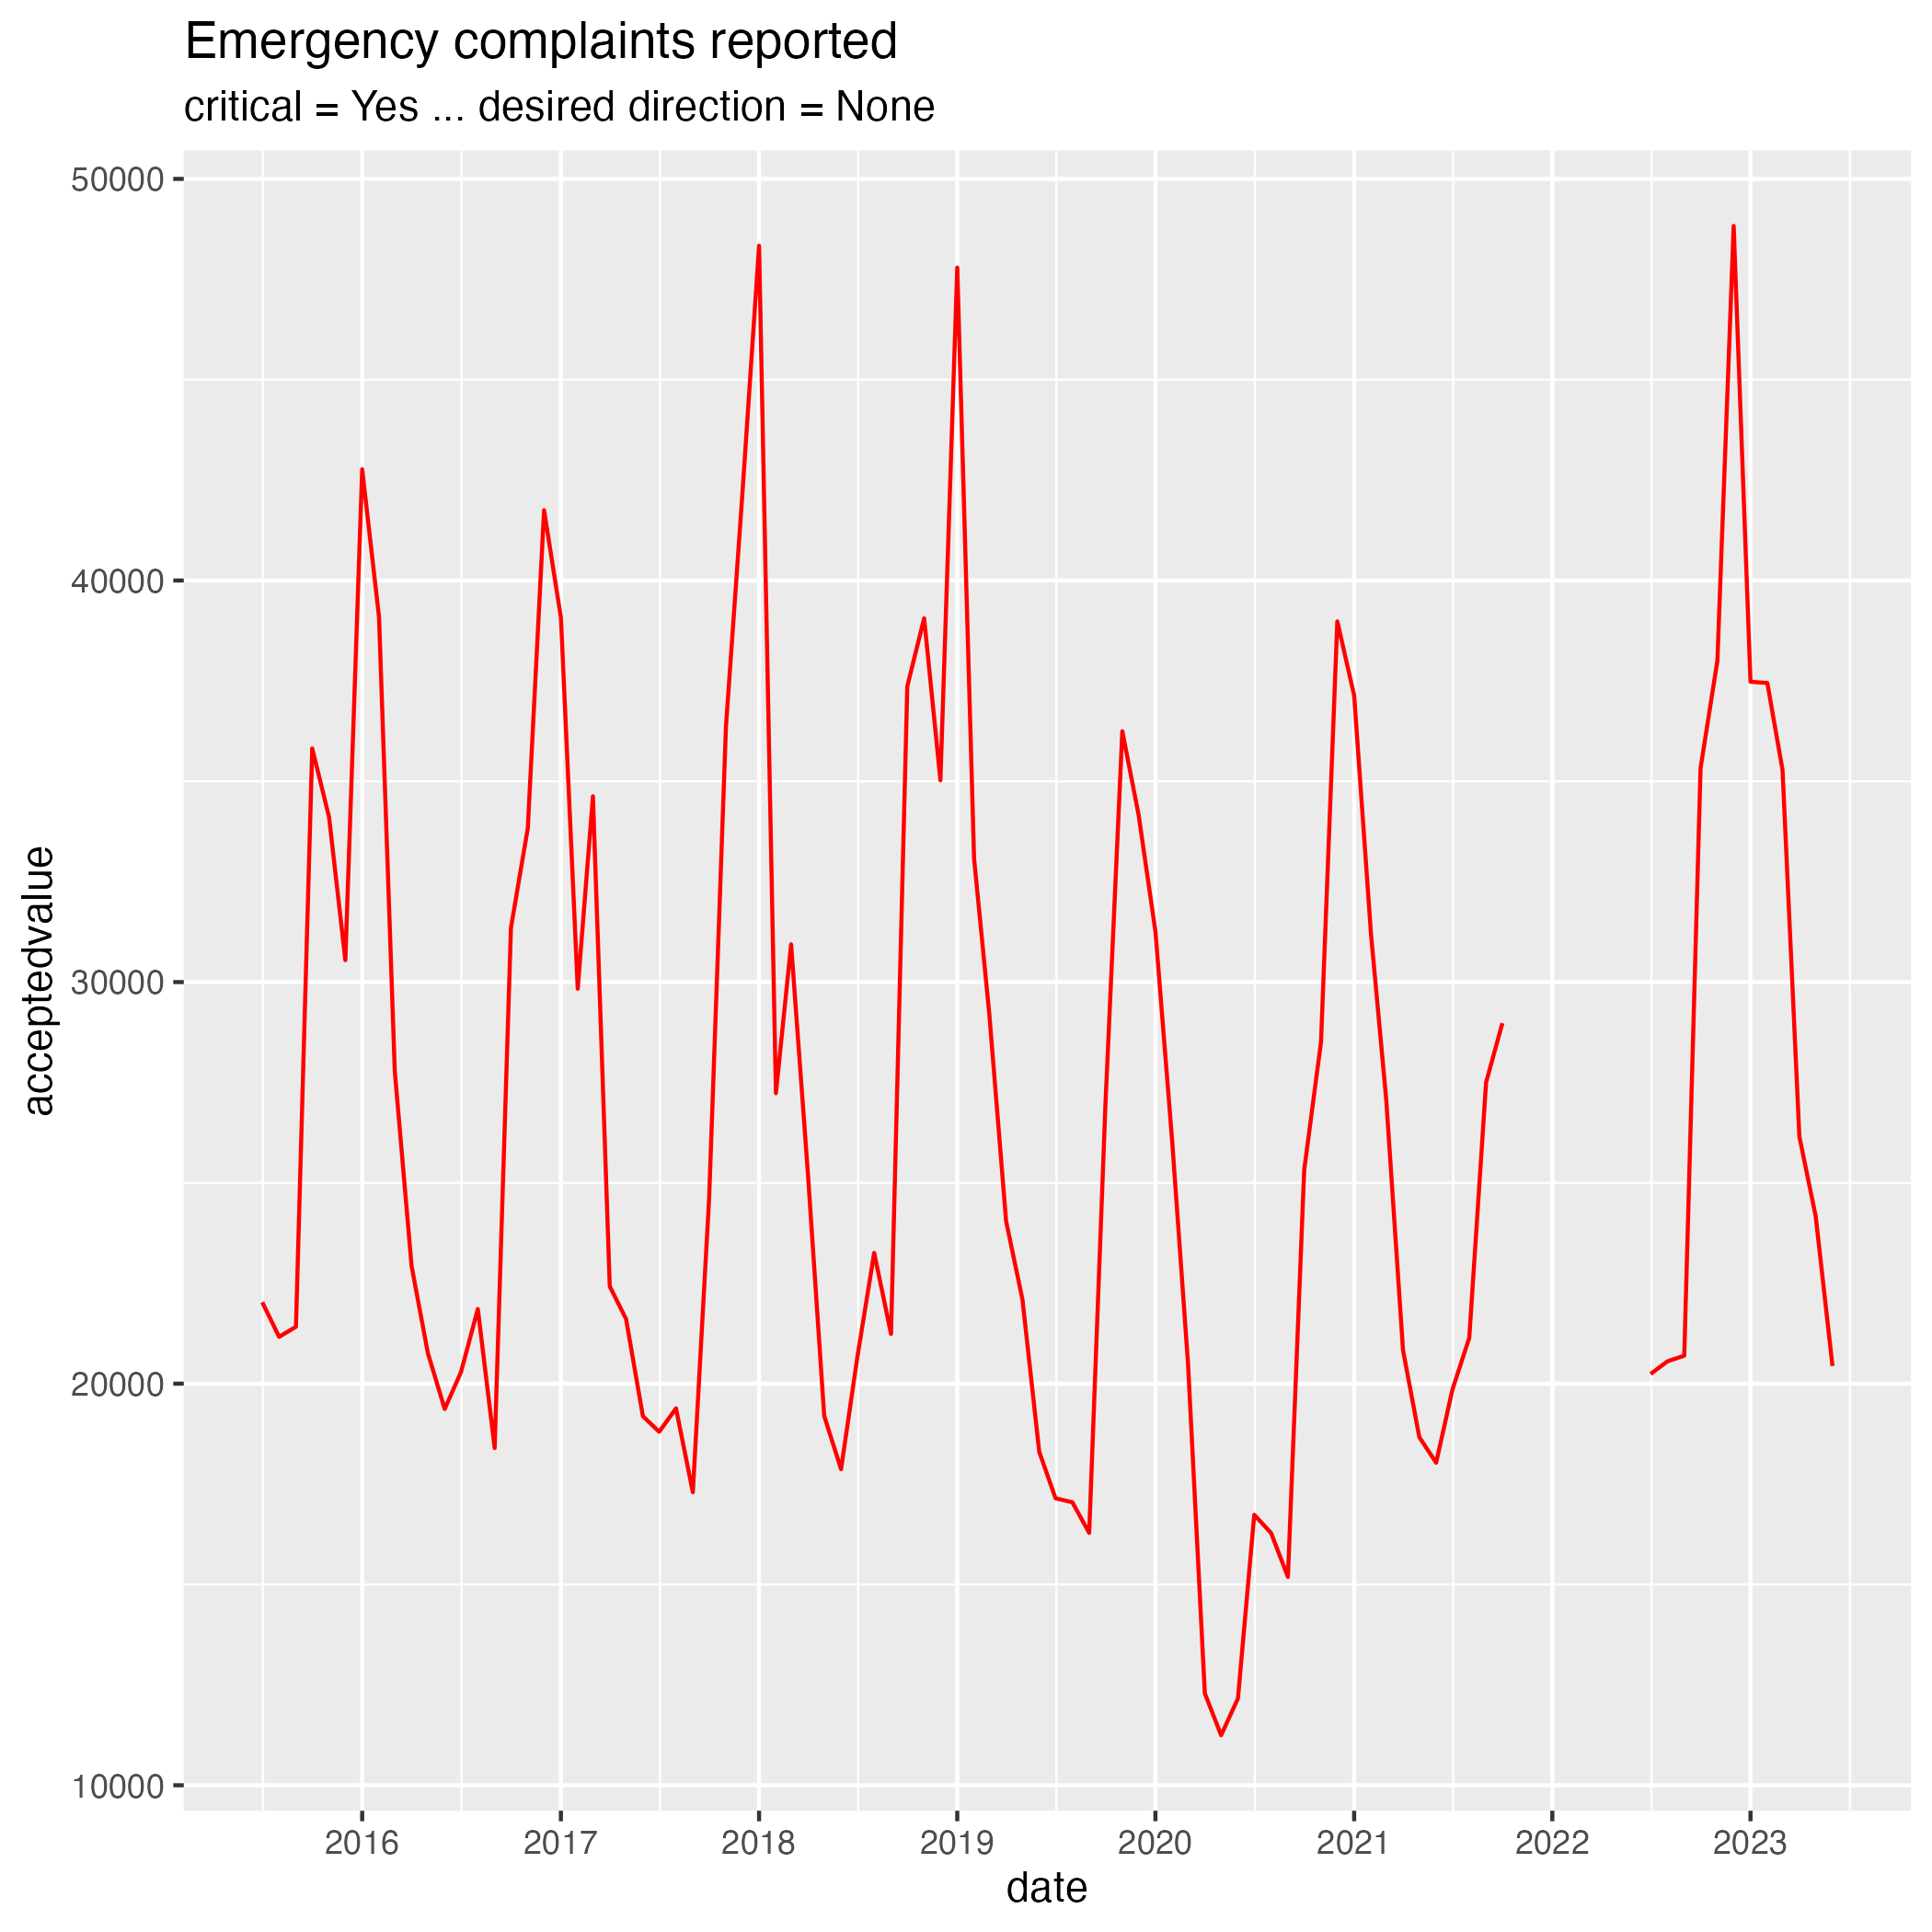 Emergency complaints reported
critical = Yes ... desired direction = None
acceptedvalue
50000
40000
30000
20000
10000
2016 2017 2018 2019 2020 2021 2022 2023
date